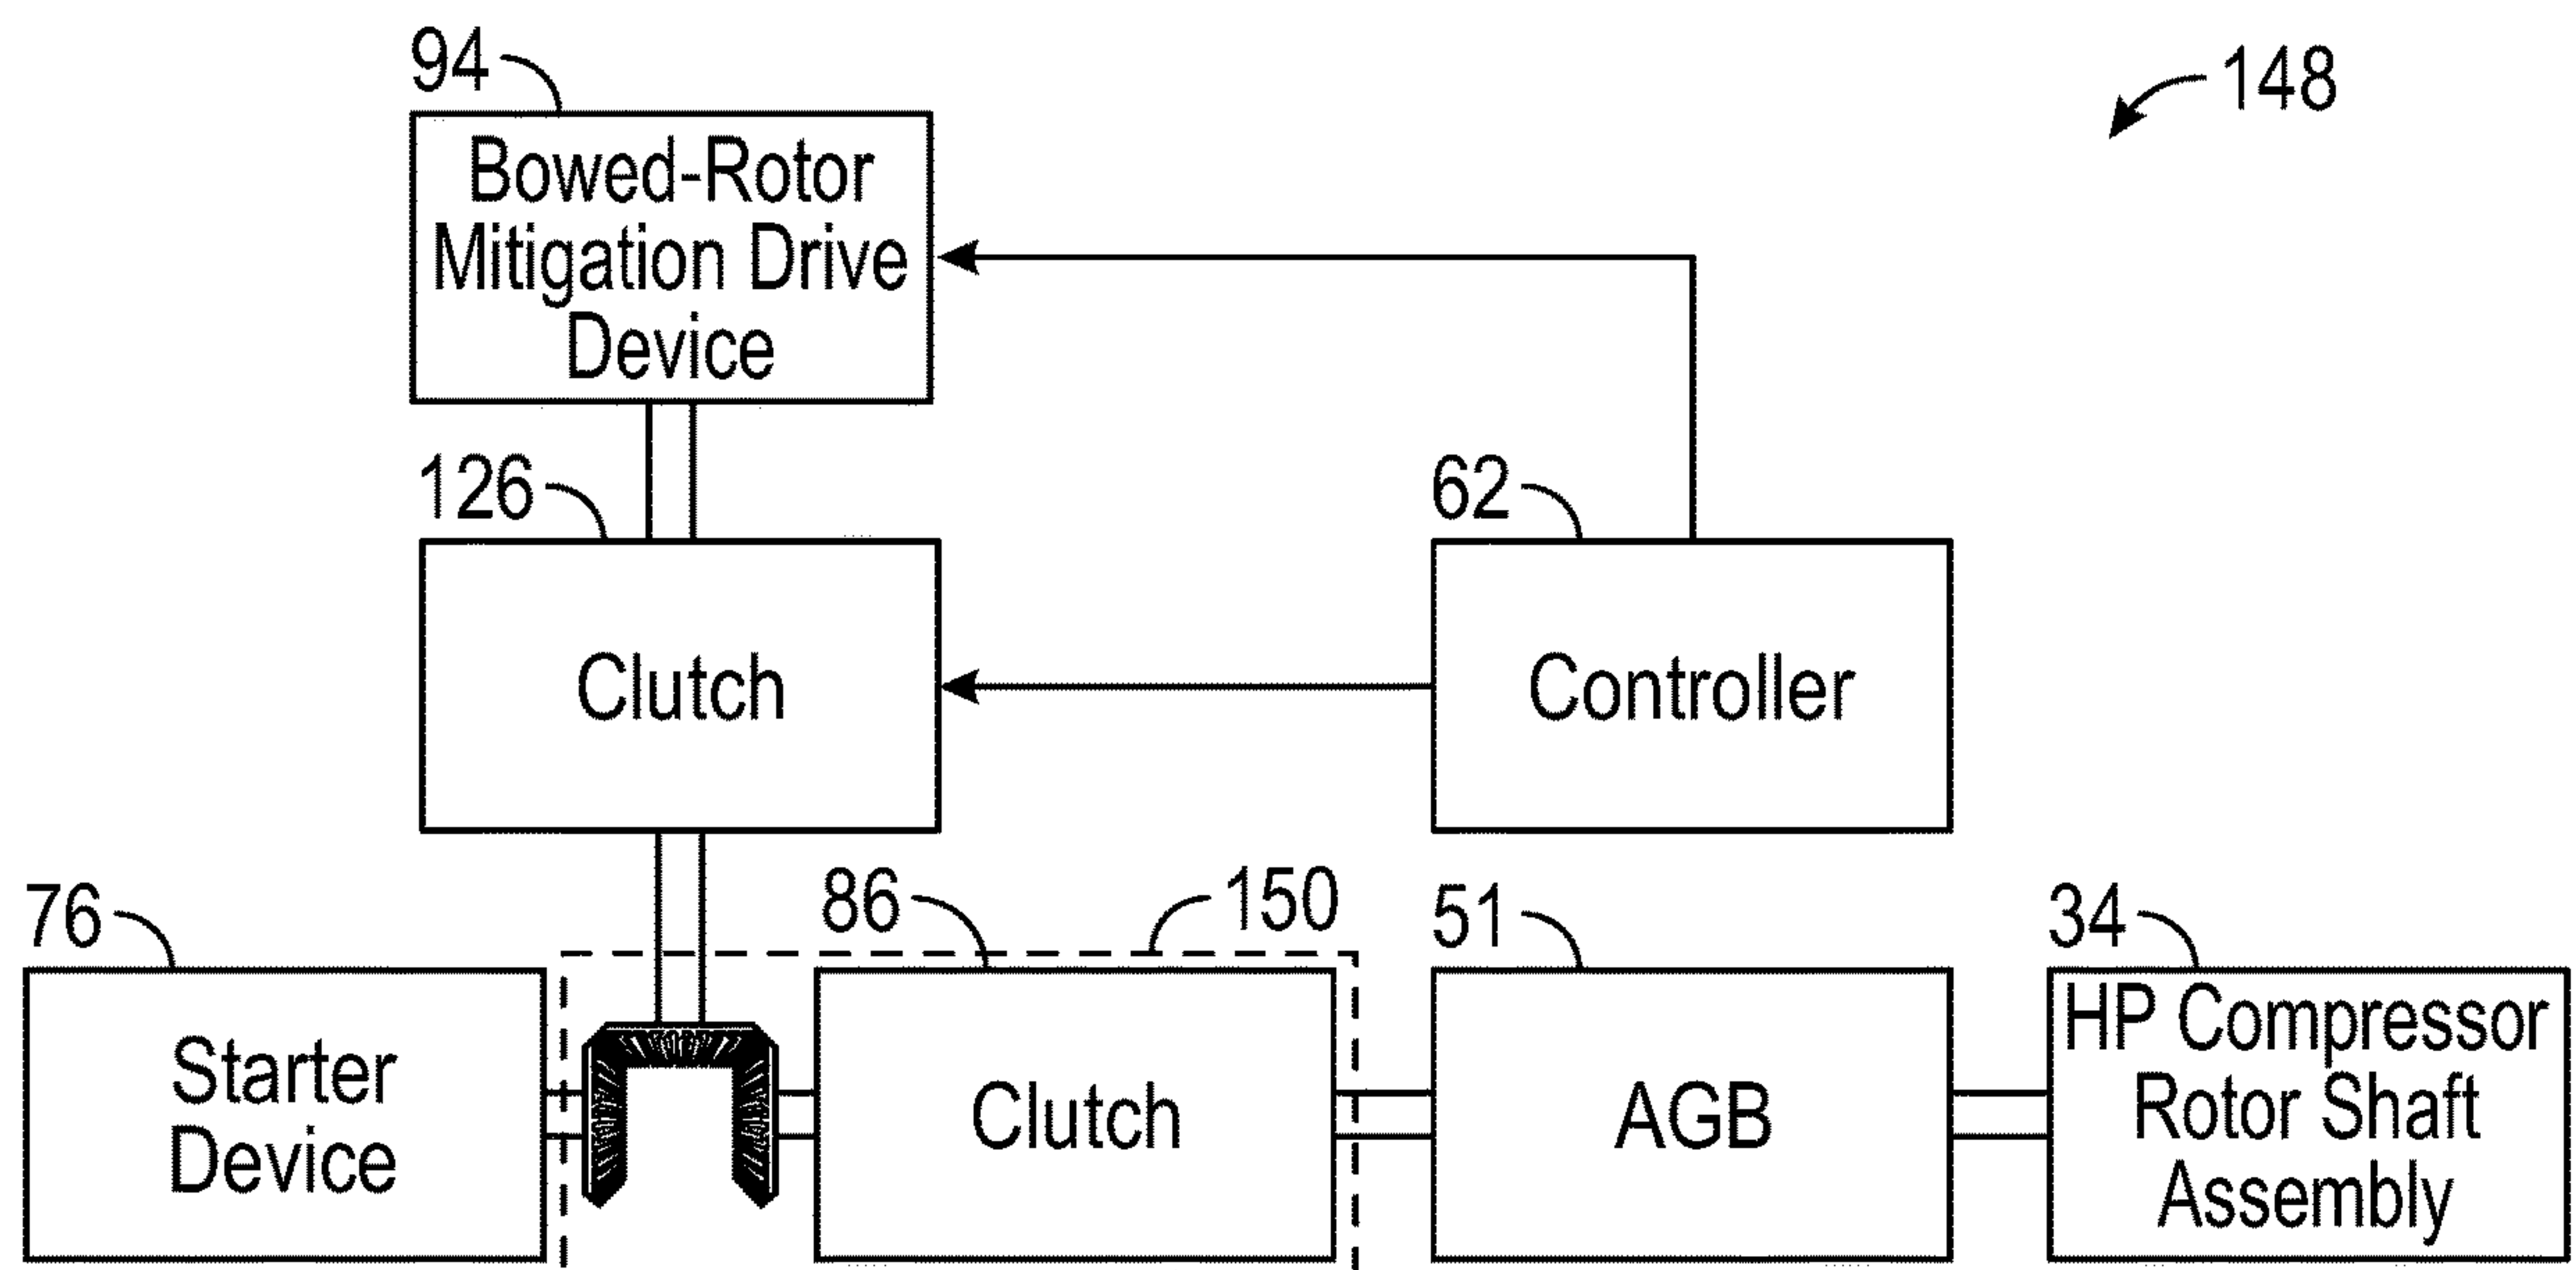 94
148
Bowed-Rotor
Mitigation Drive
Device
126
62
Clutch
Controller
76
86
150
51
34
Starter
Device
Clutch
AGB
HP Compressor
Rotor Shaft
Assembly